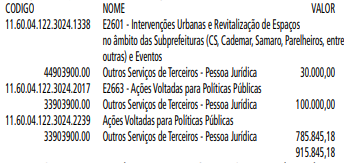 CODIGO NOME VALOR
11.60.04.122.3024.1338 E2601 - Intervenções Urbanas e Revitalização de Espaços
no âmbito das Subprefeituras (CS, Cademar, Samaro, Parelheiros, entre
outras) e Eventos
44903900.00 Outros Serviços de Terceiros - Pessoa Jurídica 30.000,00
11.60.04.122.3024.2017 E2663 - Ações Voltadas para Políticas Públicas
33903900.00 Outros Serviços de Terceiros - Pessoa Jurídica 100.000,00
11.60.04.122.3024.2239 Ações Voltadas para Políticas Públicas
33903900.00 Outros Serviços de Terceiros - Pessoa Jurídica 785.845,18
915.845,18